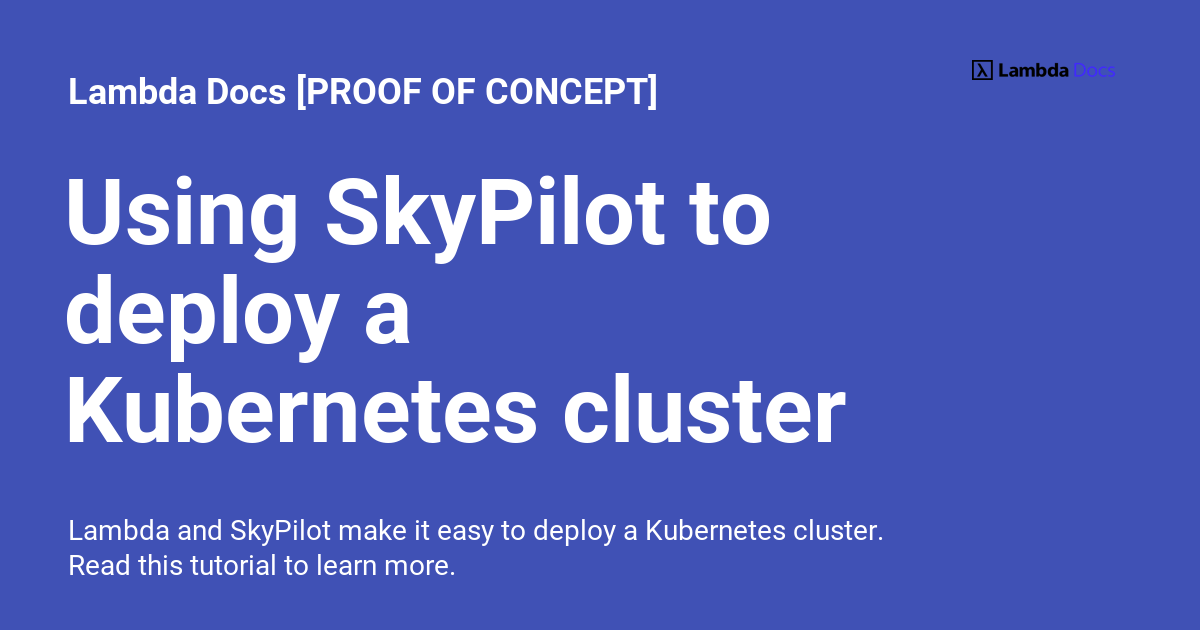 Lambda Docs [PROOF OF CONCEPT]
λ Lambda Docs
Using SkyPilot to
deploy a
Kubernetes cluster
Lambda and SkyPilot make it easy to deploy a Kubernetes cluster.
Read this tutorial to learn more.